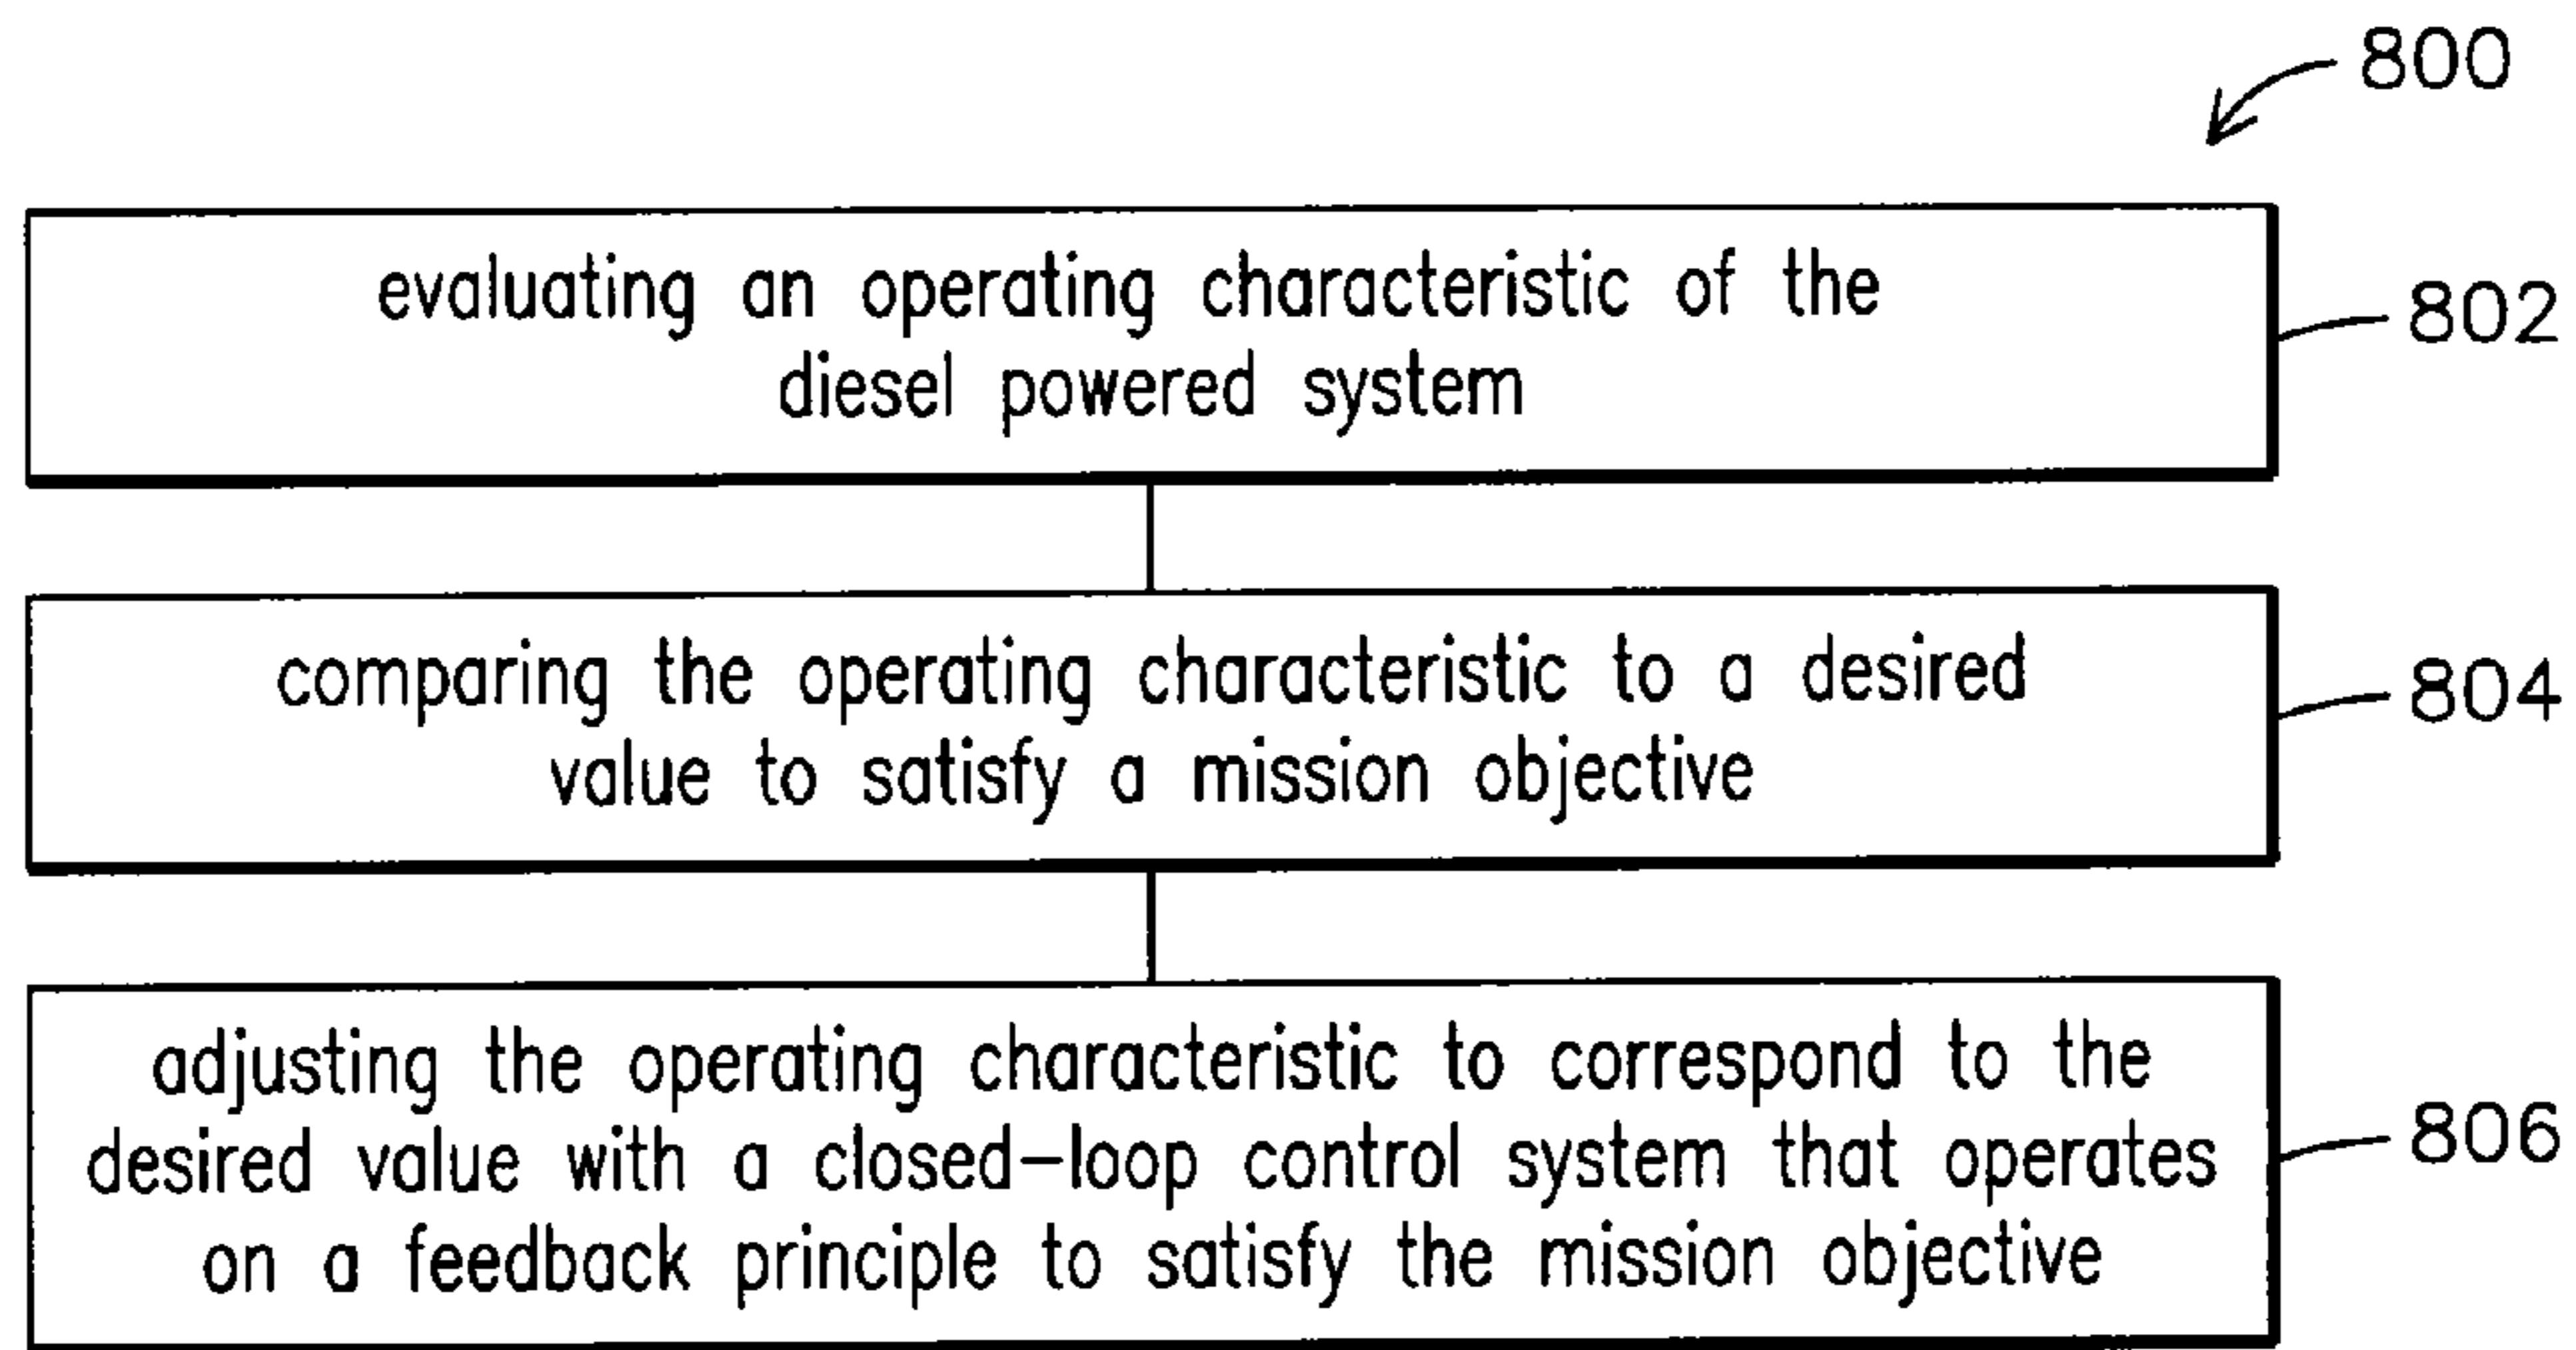 800
evaluating an operating characteristic of the
diesel powered system
802
comparing the operating characteristic to a desired
value to satisfy a mission objective
804
adjusting the operating characteristic to correspond to the
desired value with a closed-loop control system that operates
on a feedback principle to satisfy the mission objective
806